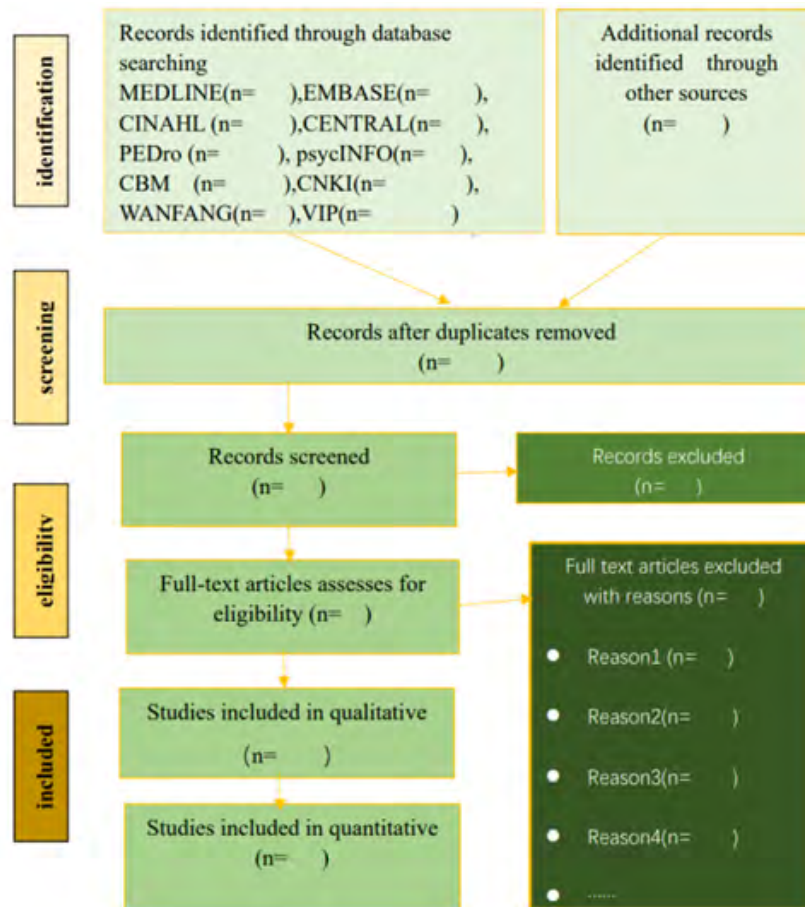 identification
Records identified through database
searching
MEDLINE(n= ),EMBASE(n= ),
CINAHL (n= ),CENTRAL(n= ),
PEDro (n= ), psycINFO(n= ),
CBM (n= ),CNKI(n= ),
WANFANG(n= ),VIP(n= )
Additional records
identified through
other sources
(n= )
screening
Records after duplicates removed
(n= )
Records screened
(n= )
Records excluded
(n= )
eligibility
Full-text articles assesses for
eligibility (n= )
Full text articles excluded
with reasons (n= )
● Reason1 (n= )
● Reason2(n= )
● Reason3(n= )
● Reason4(n= )
● ......
included
Studies included in qualitative
(n= )
Studies included in quantitative
(n= )